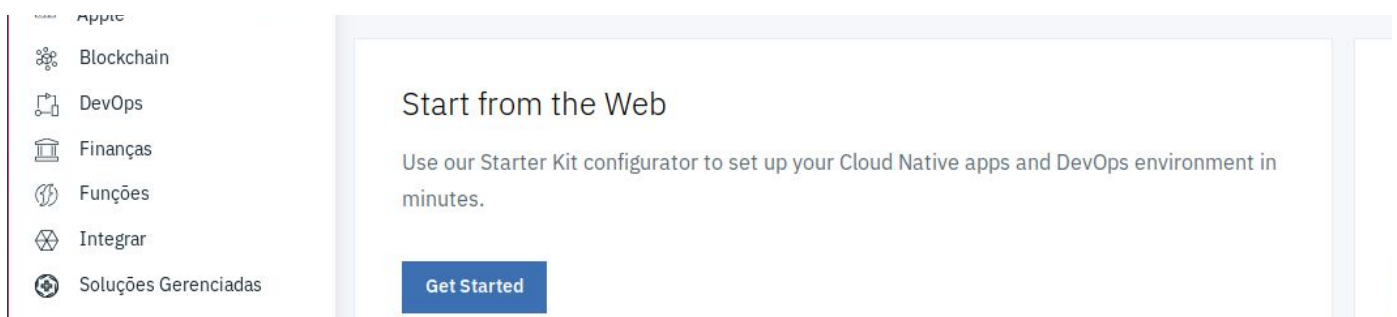 Apple
Blockchain
DevOps
Finanças
Funções
Integrar
Soluções Gerenciadas
Start from the Web
Use our Starter Kit configurator to set up your Cloud Native apps and DevOps environment in
minutes.
Get Started